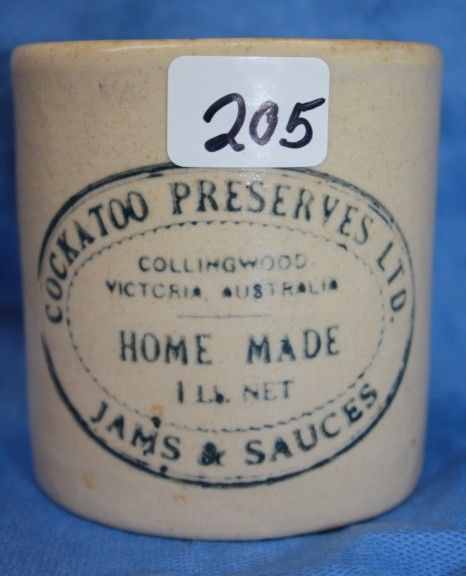 205
COCKATOO PRESERVES LTD.
COLLINGWOOD
VICTORIA, AUSTRALIA
HOME MADE
1 LB. NET
JAMS & SAUCES